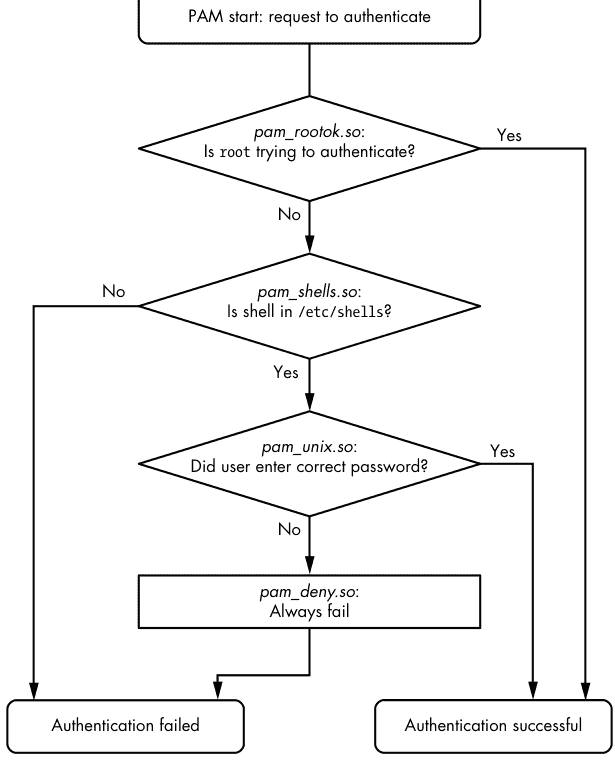 PAM start: request to authenticate
pam_rootok.so:
Is root trying to authenticate?
Yes
No
No
pam_shells.so:
Is shell in /etc/shells?
Yes
pam_unix.so:
Did user enter correct password?
Yes
No
pam_deny.so:
Always fail
Authentication failed
Authentication successful